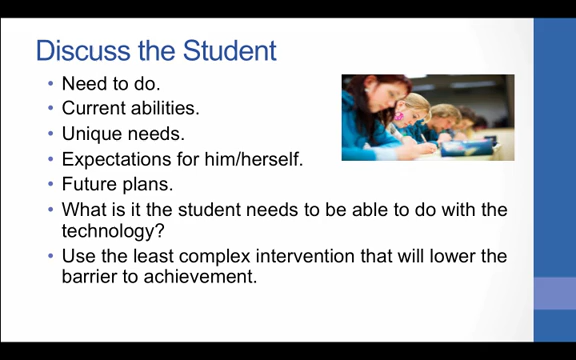 Discuss the Student
• Need to do.
• Current abilities.
• Unique needs.
• Expectations for him/herself.
• Future plans.
• What is it the student needs to be able to do with the
technology?
• Use the least complex intervention that will lower the
barrier to achievement.